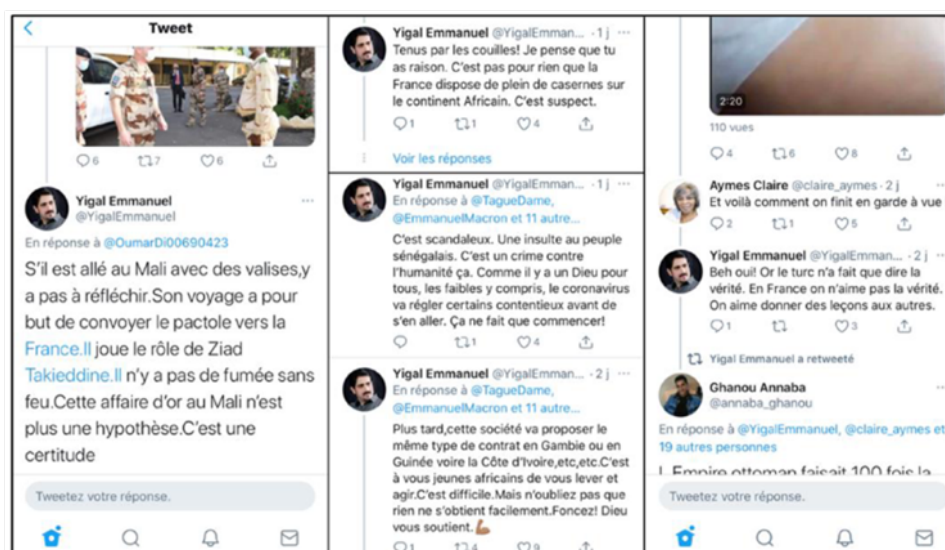 Tweet
6
7
6
Yigal Emmanuel
@YigalEmmanuel
En réponse à @OumarDi00690423
S'il est allé au Mali avec des valises,y
a pas à réfléchir.Son voyage a pour
but de convoyer le pactole vers la
France.Il joue le rôle de Ziad
Takieddine.Il n'y a pas de fumée sans
feu.Cette affaire d'or au Mali n'est
plus une hypothèse.C'est une
certitude
Tweetez votre réponse.
Yigal Emmanuel @YigalEmman... · 1 j
Tenus par les couilles! Je pense que tu
as raison. C'est pas pour rien que la
France dispose de plein de casernes sur
le continent Africain. C'est suspect.
1
1
4
Voir les réponses
Yigal Emmanuel @YigalEmman... · 1 j
En réponse à @TagueDame,
@EmmanuelMacron et 11 autre...
C'est scandaleux. Une insulte au peuple
sénégalais. C'est un crime contre
l'humanité ça. Comme il y a un Dieu pour
tous, les faibles y compris, le coronavirus
va régler certains contentieux avant de
s'en aller. Ça ne fait que commencer!
1
4
Yigal Emmanuel @YigalEmman... · 2 j
En réponse à @TagueDame,
@EmmanuelMacron et 11 autre...
Plus tard,cette société va proposer le
même type de contrat en Gambie ou en
Guinée voire la Côte d'Ivoire,etc,etc.C'est
à vous jeunes africains de vous lever et
agir.C'est difficile.Mais n'oubliez pas que
rien ne s'obtient facilement.Foncez! Dieu
vous soutient.💪🏽
1
4
9
2:20
110 vues
4
6
8
Aymes Claire @claire_aymes · 2 j
Et voilà comment on finit en garde à vue
2
1
5
Yigal Emmanuel @YigalEmman... · 2 j
Beh oui! Or le turc n'a fait que dire la
vérité. En France on n'aime pas la vérité.
On aime donner des leçons aux autres.
1
3
Yigal Emmanuel a retweeté
Ghanou Annaba
@annaba_ghanou
En réponse à @YigalEmmanuel, @claire_aymes et
19 autres personnes
L Empire ottoman faisait 100 fois la
Tweetez votre réponse.